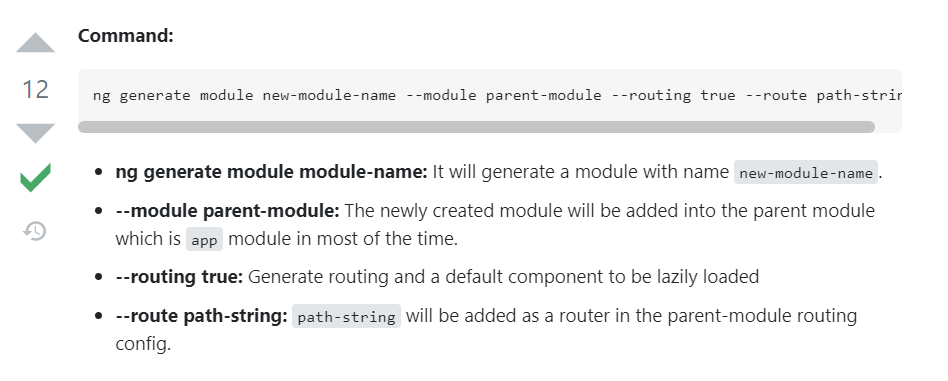 Command:
12
ng generate module new-module-name --module parent-module --routing true --route path-strin
ng generate module module-name: It will generate a module with name new-module-name.
--module parent-module: The newly created module will be added into the parent module
which is app module in most of the time.
--routing true: Generate routing and a default component to be lazily loaded
--route path-string: path-string will be added as a router in the parent-module routing
config.